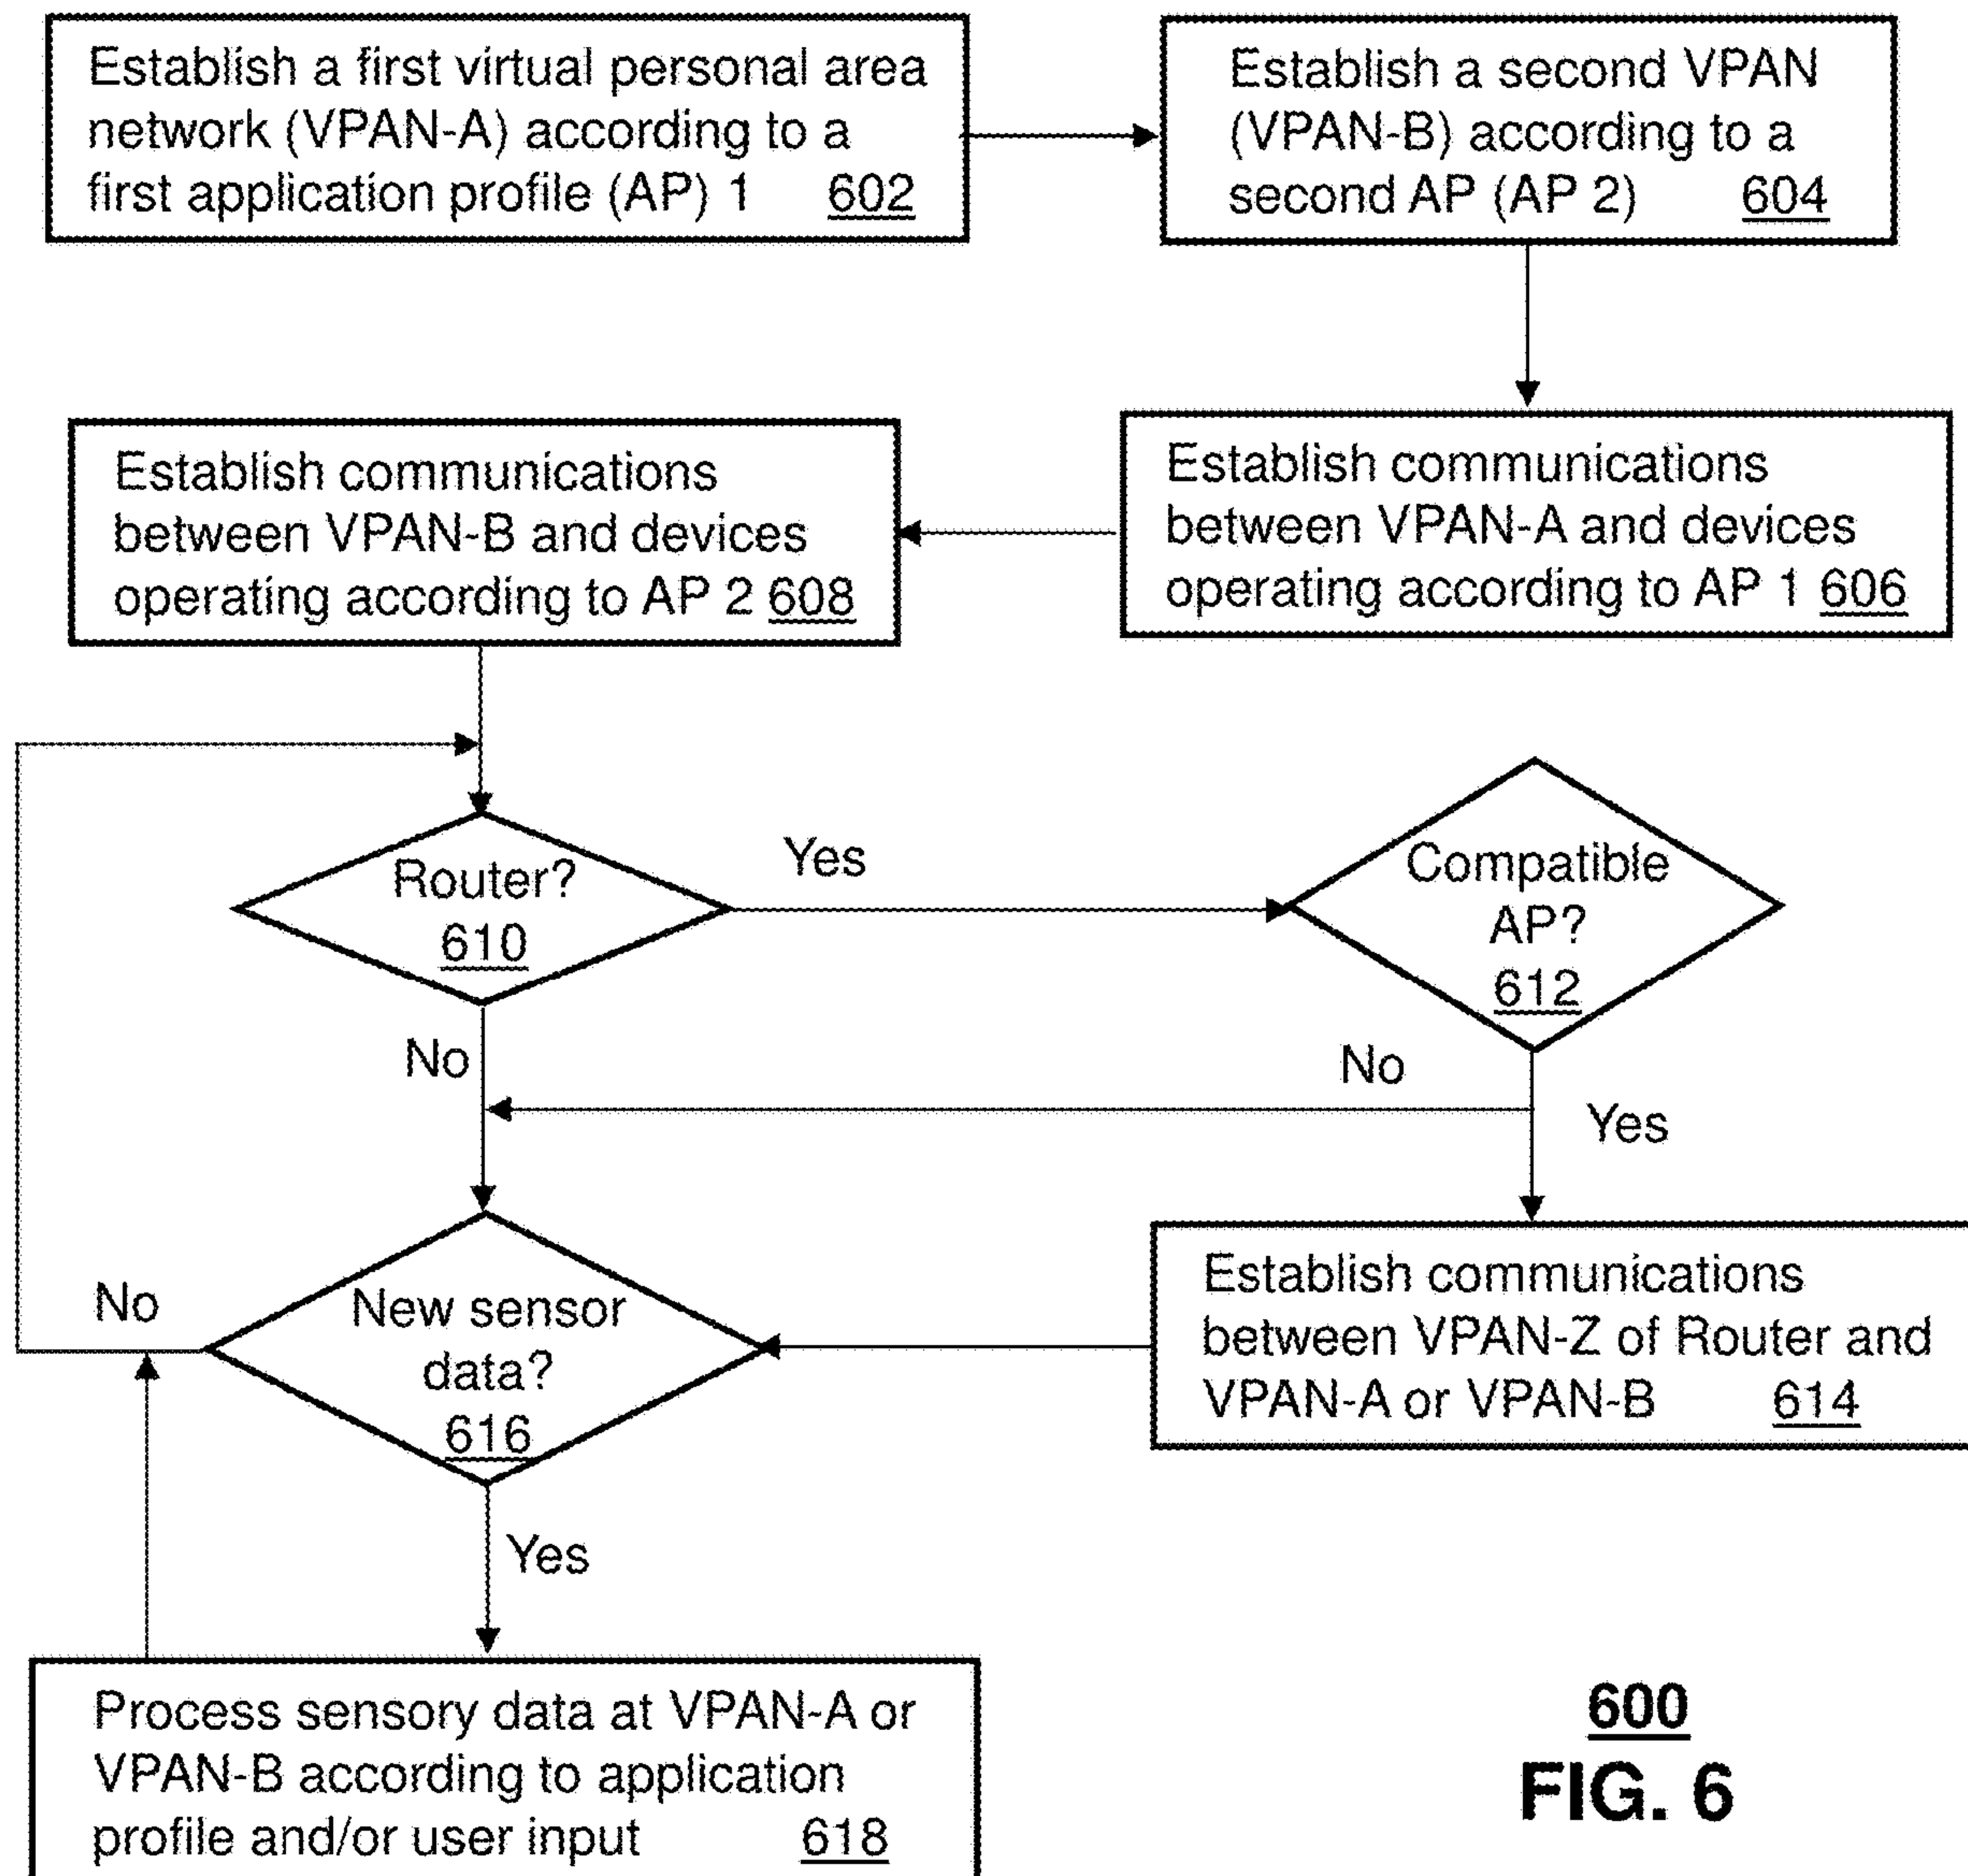 Establish a first virtual personal area
network (VPAN-A) according to a
first application profile (AP) 1 602
Establish a second VPAN
(VPAN-B) according to a
second AP (AP 2) 604
Establish communications
between VPAN-B and devices
operating according to AP 2 608
Establish communications
between VPAN-A and devices
operating according to AP 1 606
Router?
610
Yes
Compatible
AP?
612
No
No
Yes
New sensor
data?
616
No
Establish communications
between VPAN-Z of Router and
VPAN-A or VPAN-B 614
Yes
Process sensory data at VPAN-A or
VPAN-B according to application
profile and/or user input 618
600
FIG. 6